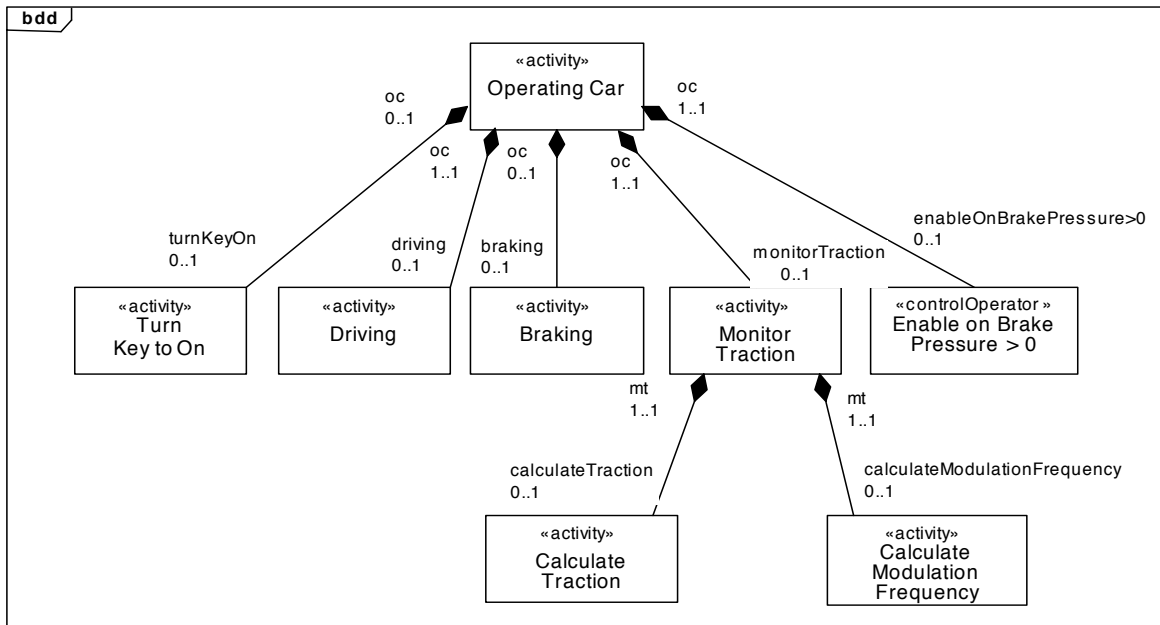 bdd
«activity»
Operating Car
oc
0..1
oc
1..1
oc
0..1
oc
1..1
oc
1..1
turnKeyOn
0..1
driving
0..1
braking
0..1
monitorTraction
0..1
enableOnBrakePressure>0
0..1
«activity»
Turn
Key to On
«activity»
Driving
«activity»
Braking
«activity»
Monitor
Traction
«controlOperator »
Enable on Brake
Pressure > 0
mt
1..1
mt
1..1
calculateTraction
0..1
calculateModulationFrequency
0..1
«activity»
Calculate
Traction
«activity»
Calculate
Modulation
Frequency